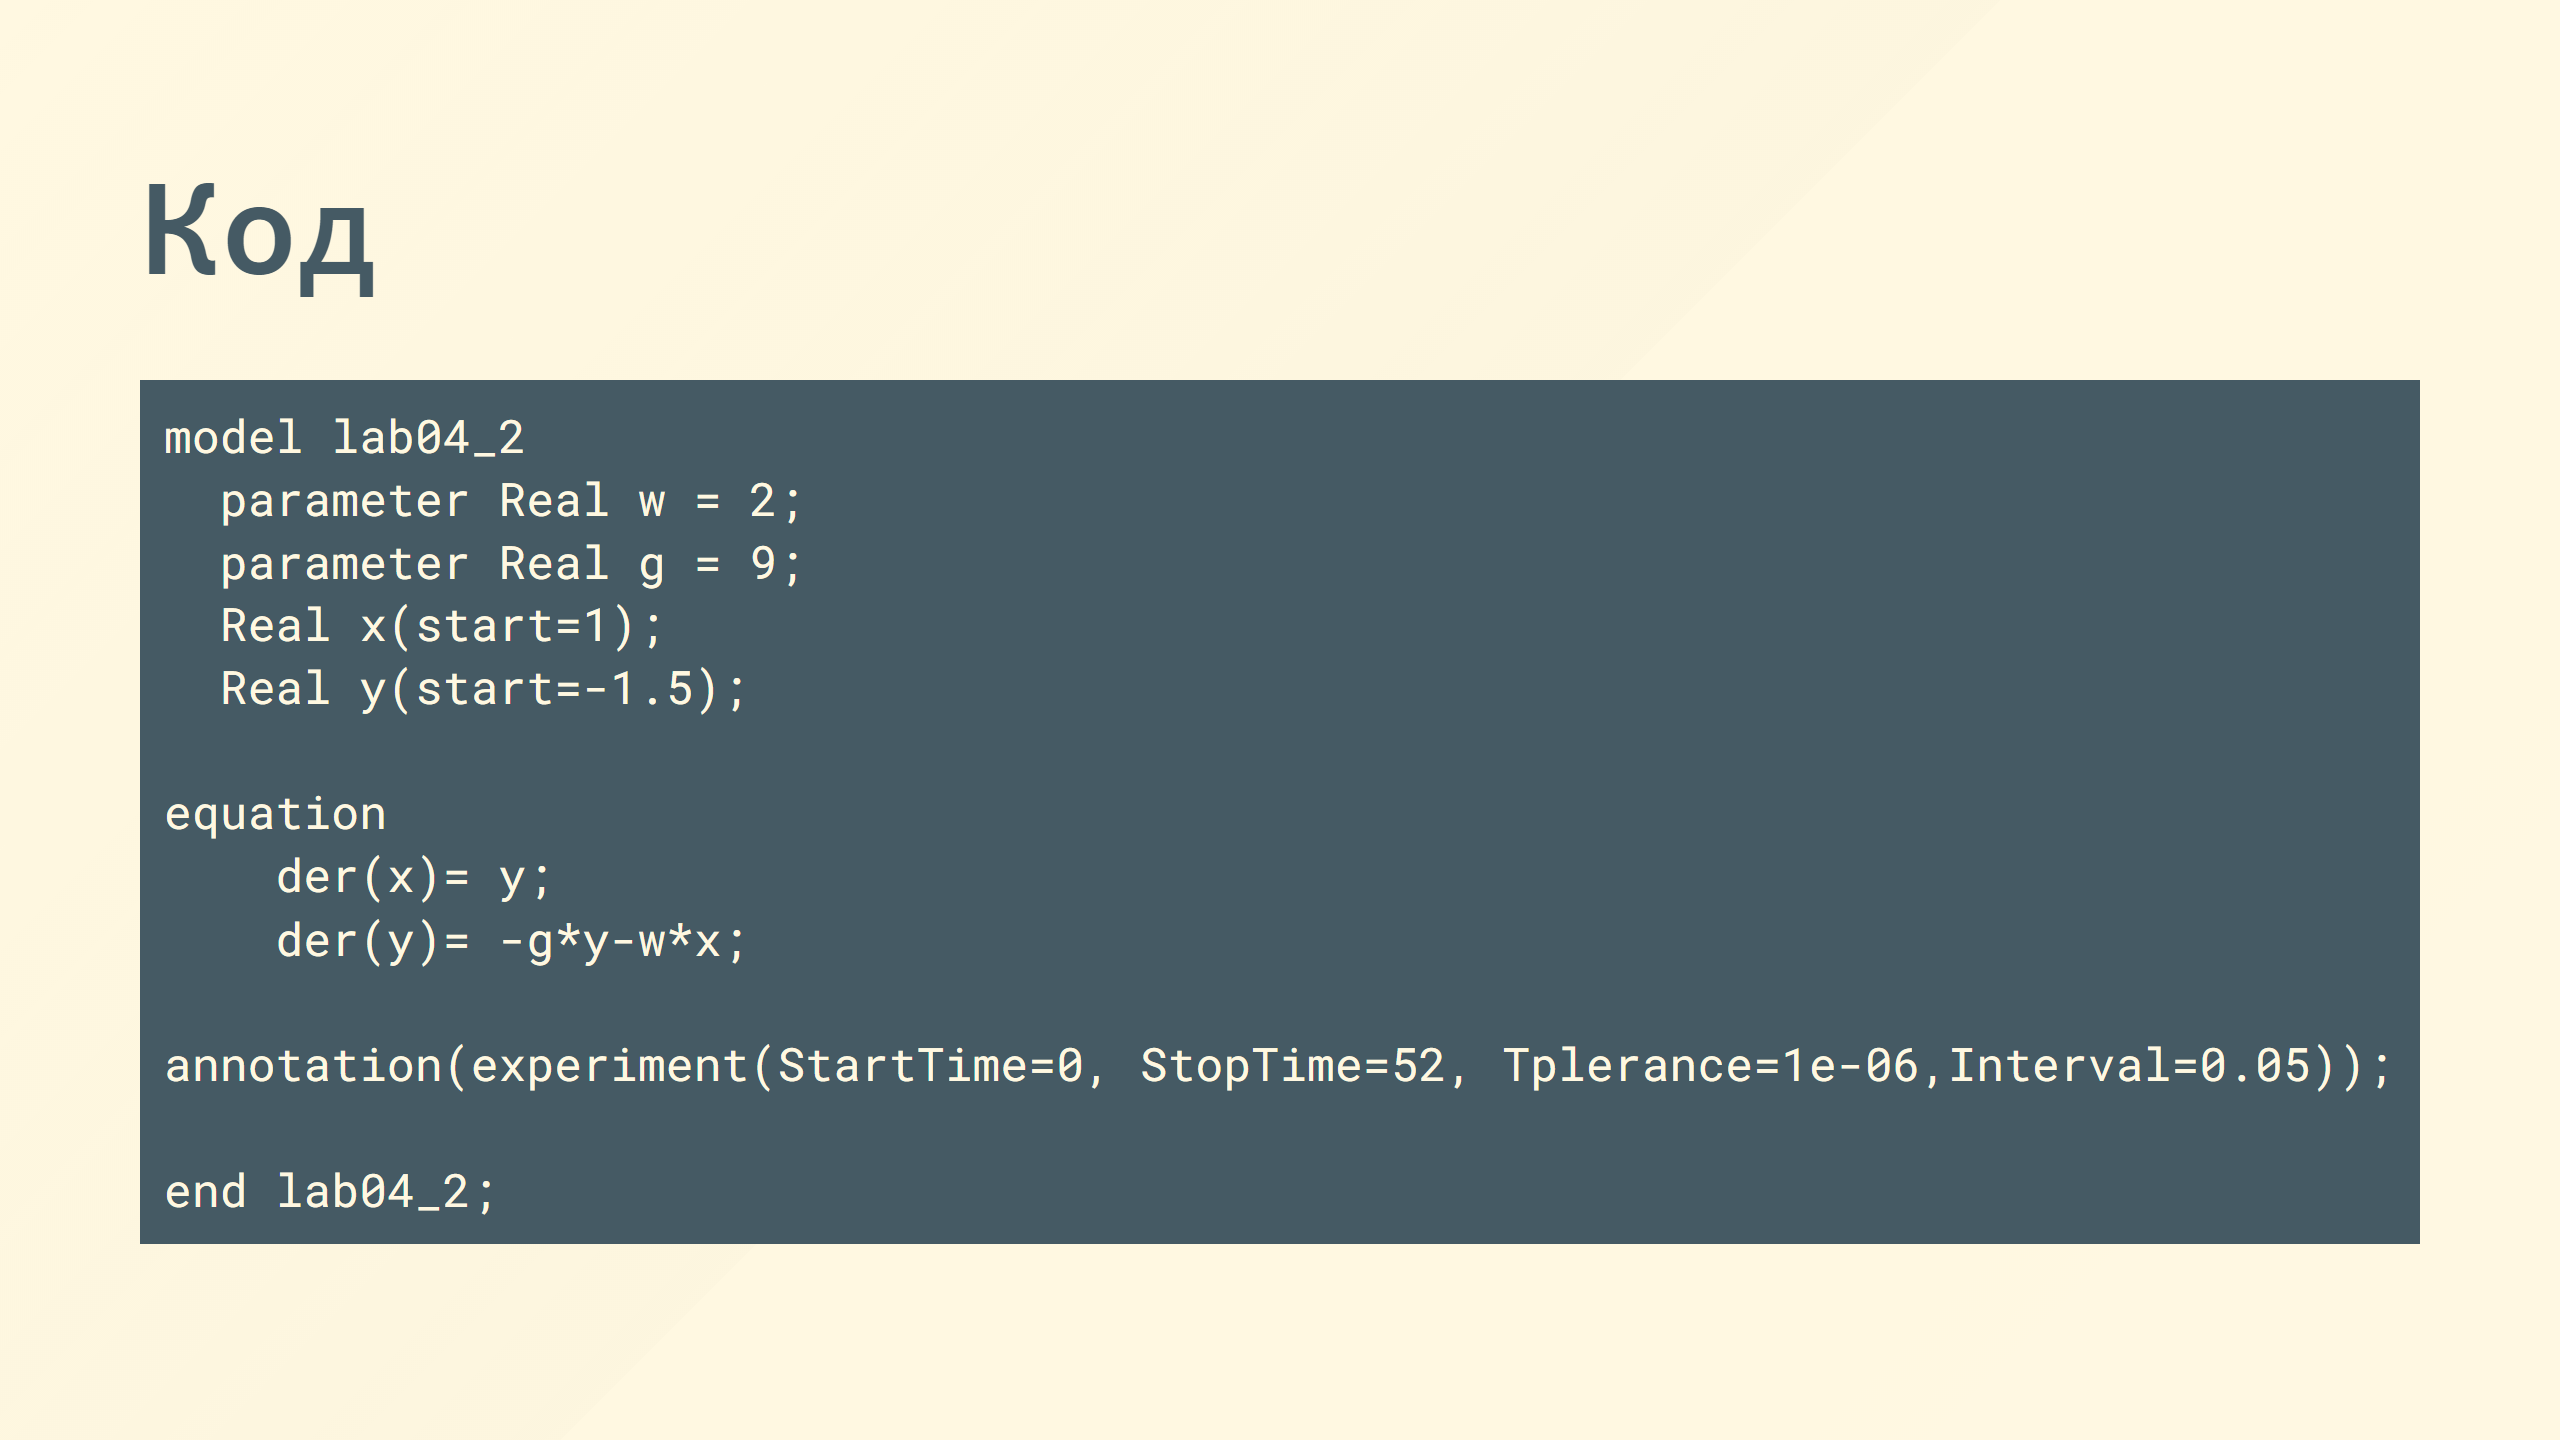 Код
model lab04_2
  parameter Real w = 2;
  parameter Real g = 9;
  Real x(start=1);
  Real y(start=-1.5);
equation
    der(x)= y;
    der(y)= -g*y-w*x;
annotation(experiment(StartTime=0, StopTime=52, Tplerance=1e-06,Interval=0.05));
end lab04_2;